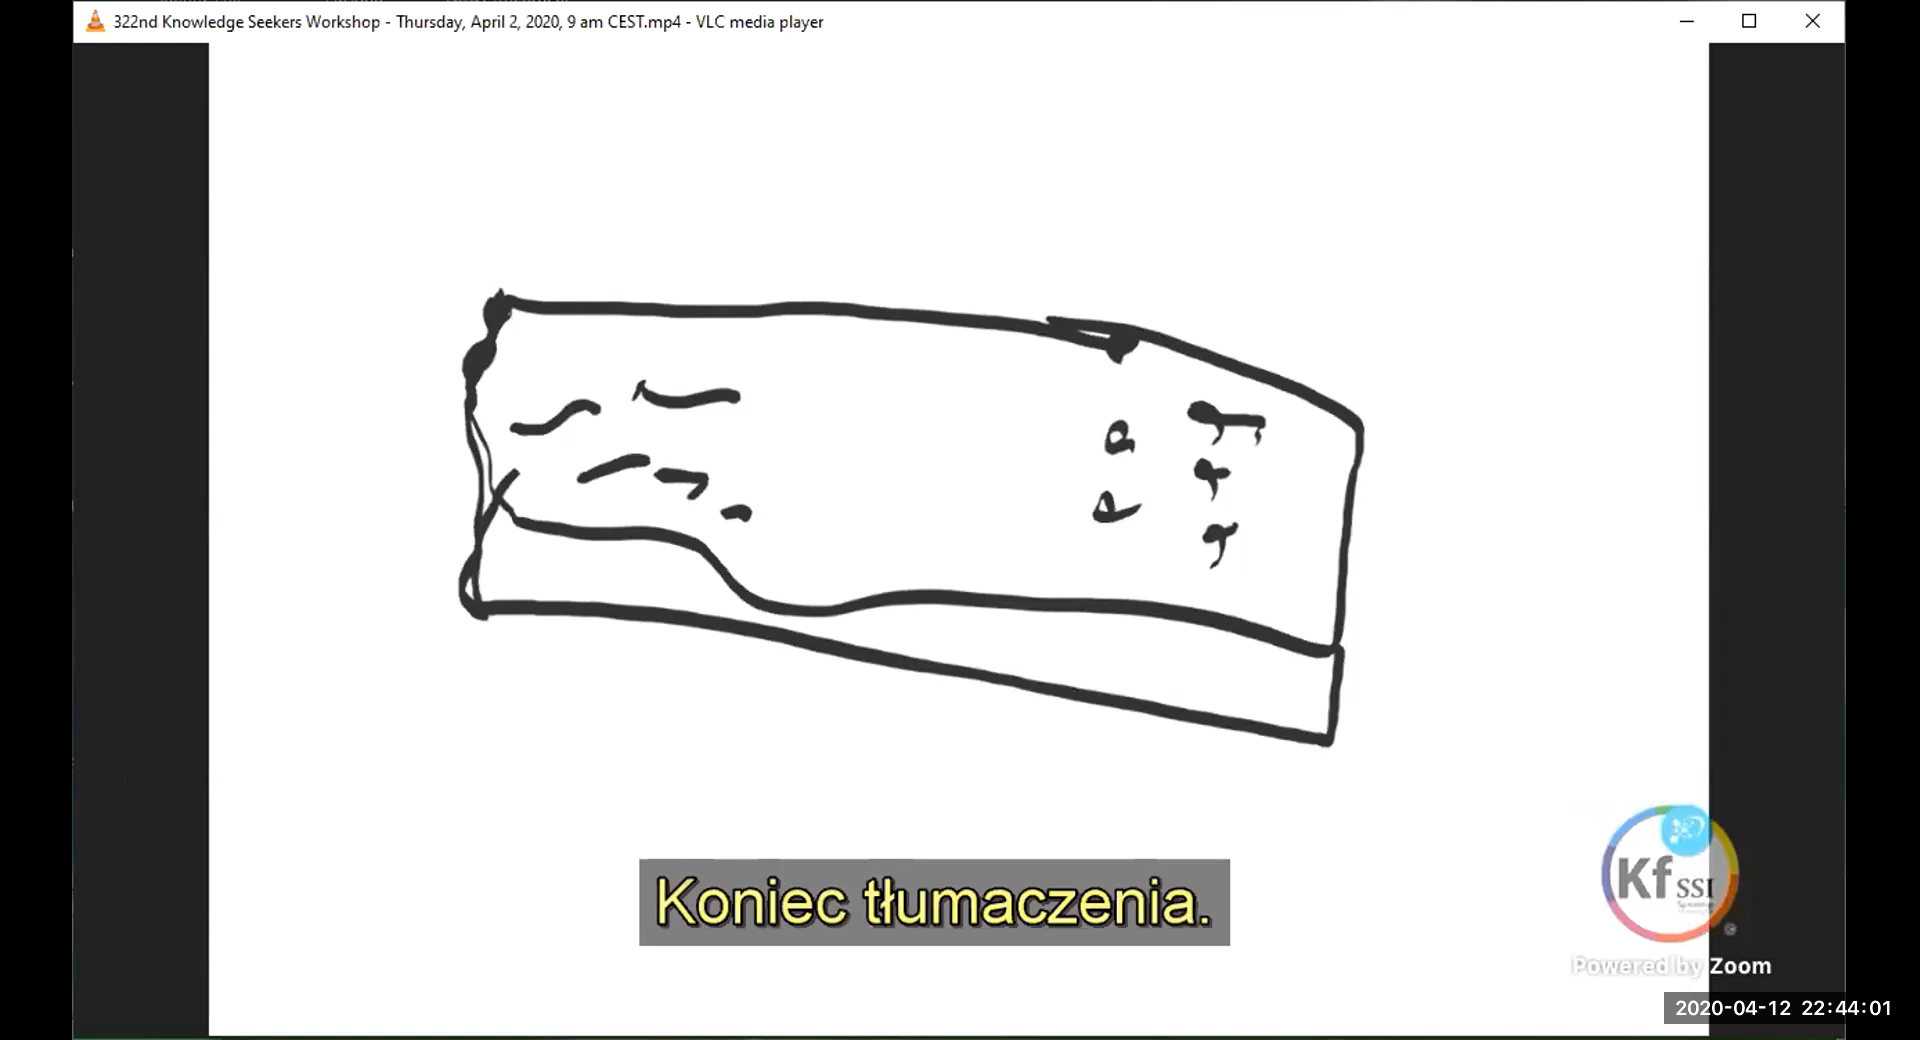 322nd Knowledge Seekers Workshop - Thursday, April 2, 2020, 9 am CEST.mp4 - VLC media player
Koniec tłumaczenia.
Kf SSI
Powered by Zoom
2020-04-12 22:44:01